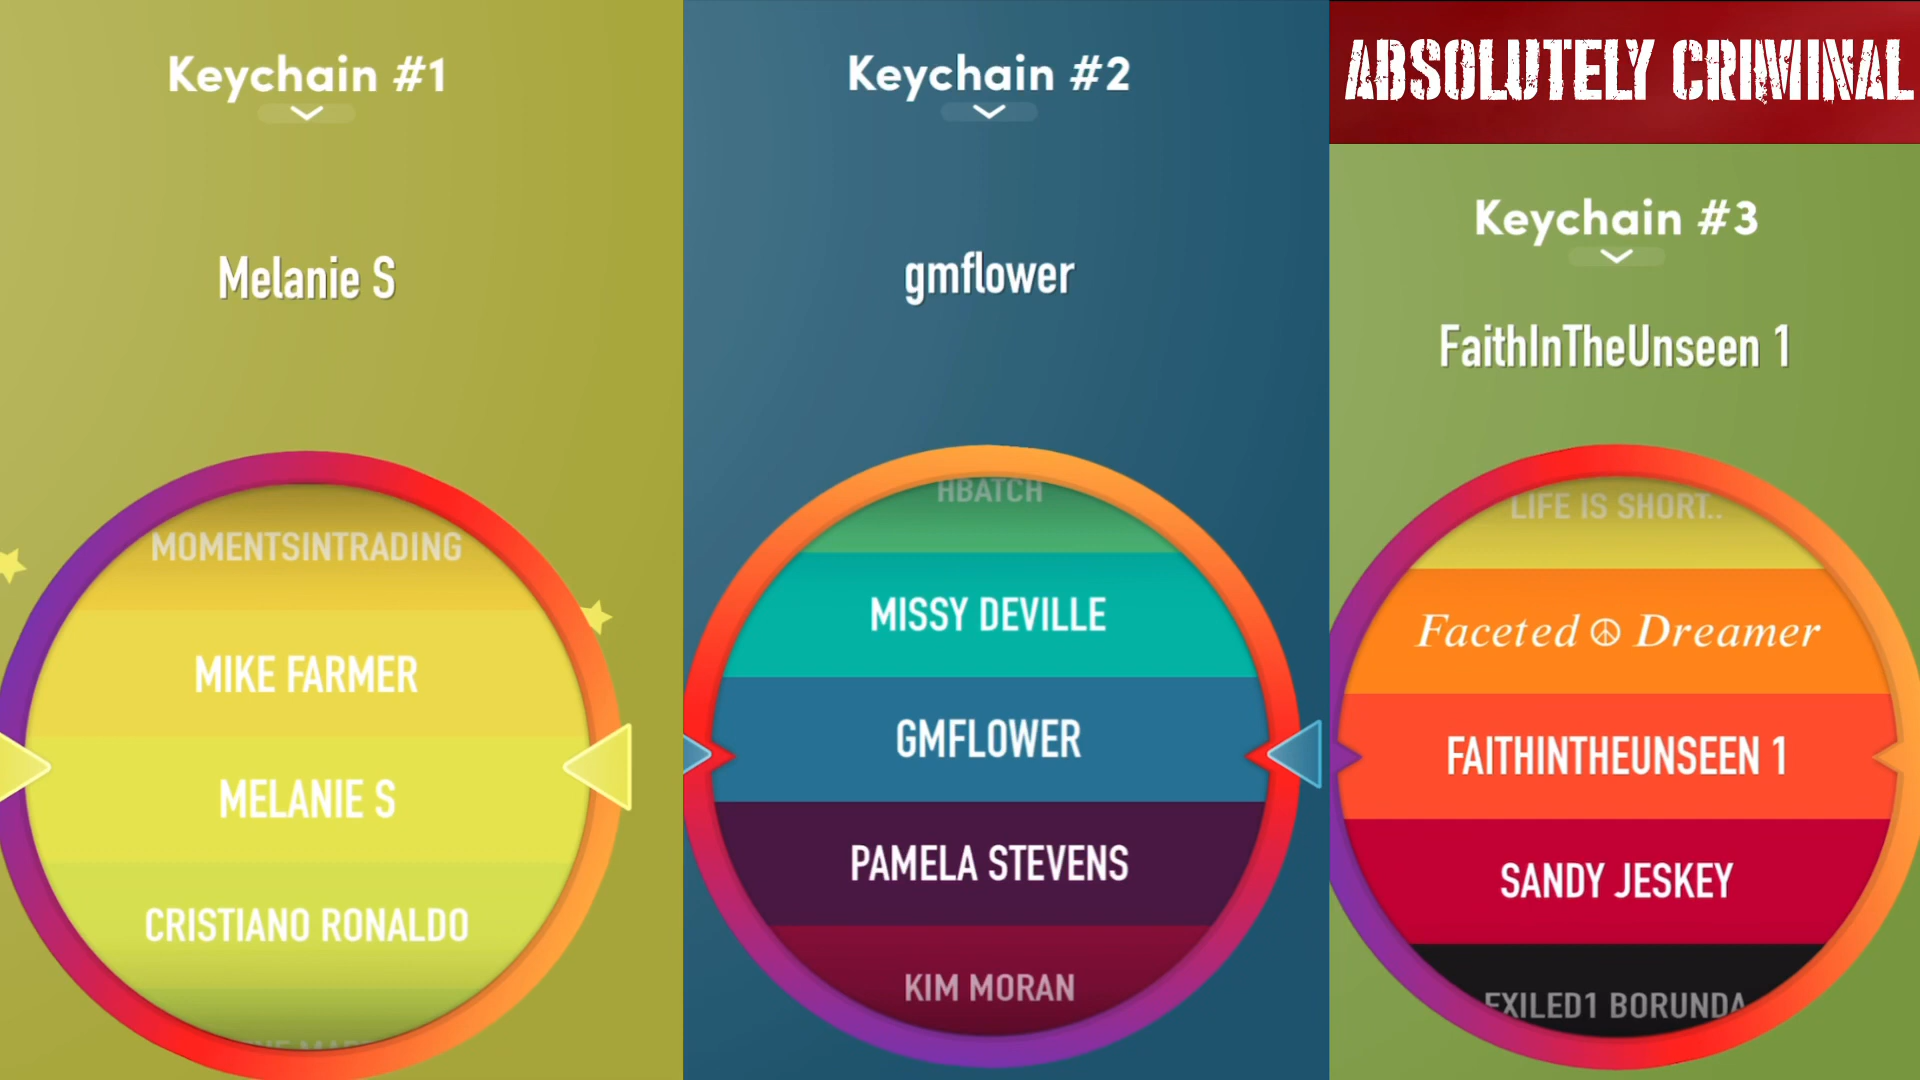 Keychain #1
Melanie S
MOMENTSINTRADING
MIKE FARMER
MELANIE S
CRISTIANO RONALDO
Keychain #2
gmflower
HBATCH
MISSY DEVILLE
GMFLOWER
PAMELA STEVENS
KIM MORAN
ABSOLUTELY CRIMINAL
Keychain #3
FaithInTheUnseen 1
LIFE IS SHORT..
Faceted ☮ Dreamer
FAITHINTHEUNSEEN 1
SANDY JESKEY
EXILED1 BORUNDA